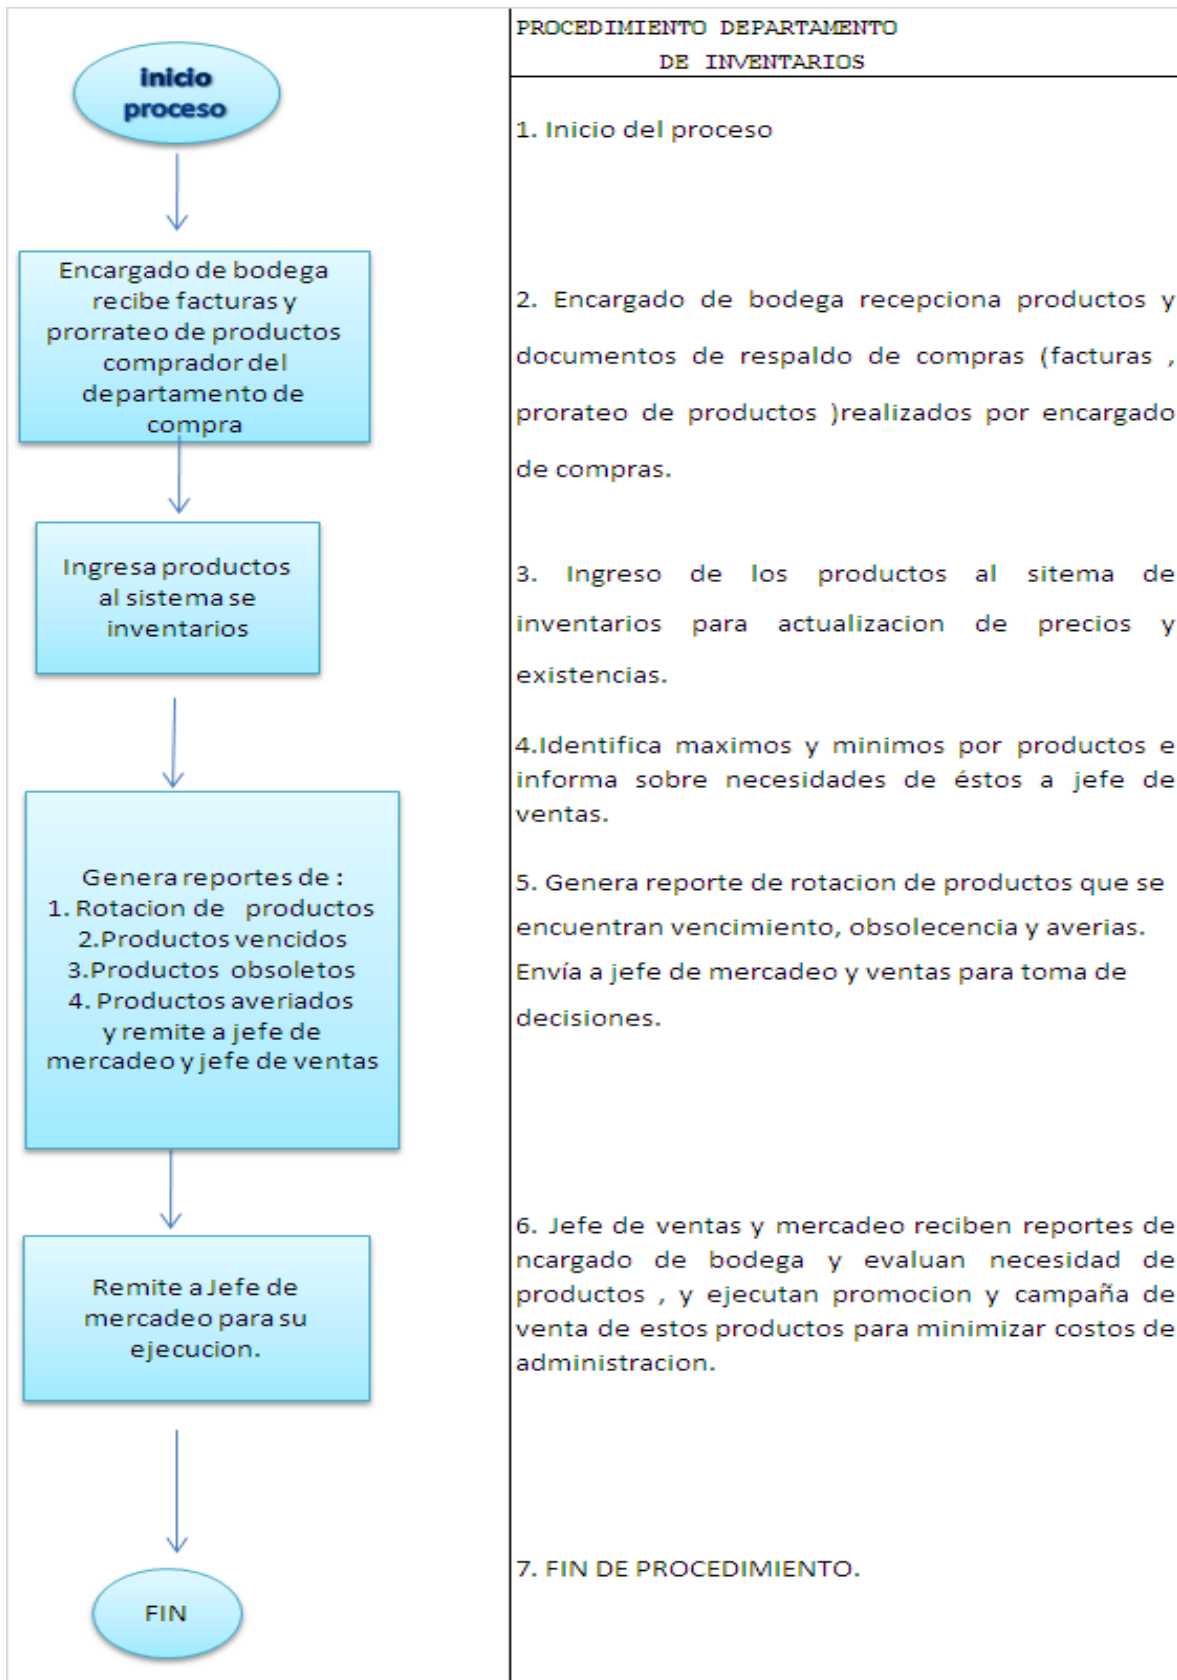 inicio
proceso
Encargado de bodega
recibe facturas y
prorrateo de productos
comprador del
departamento de
compra
Ingresa productos
al sistema se
inventarios
Genera reportes de :
1. Rotacion de productos
2.Productos vencidos
3.Productos obsoletos
4. Productos averiados
y remite a jefe de
mercadeo y jefe de ventas
Remite a Jefe de
mercadeo para su
ejecucion.
FIN
PROCEDIMIENTO DEPARTAMENTO
DE INVENTARIOS
1. Inicio del proceso
2. Encargado de bodega recepciona productos y
documentos de respaldo de compras (facturas ,
prorateo de productos )realizados por encargado
de compras.
3. Ingreso de los productos al sitema de
inventarios para actualizacion de precios y
existencias.
4.Identifica maximos y minimos por productos e
informa sobre necesidades de éstos a jefe de
ventas.
5. Genera reporte de rotacion de productos que se
encuentran vencimiento, obsolecencia y averias.
Envía a jefe de mercadeo y ventas para toma de
decisiones.
6. Jefe de ventas y mercadeo reciben reportes de
ncargado de bodega y evaluan necesidad de
productos , y ejecutan promocion y campaña de
venta de estos productos para minimizar costos de
administracion.
7. FIN DE PROCEDIMIENTO.